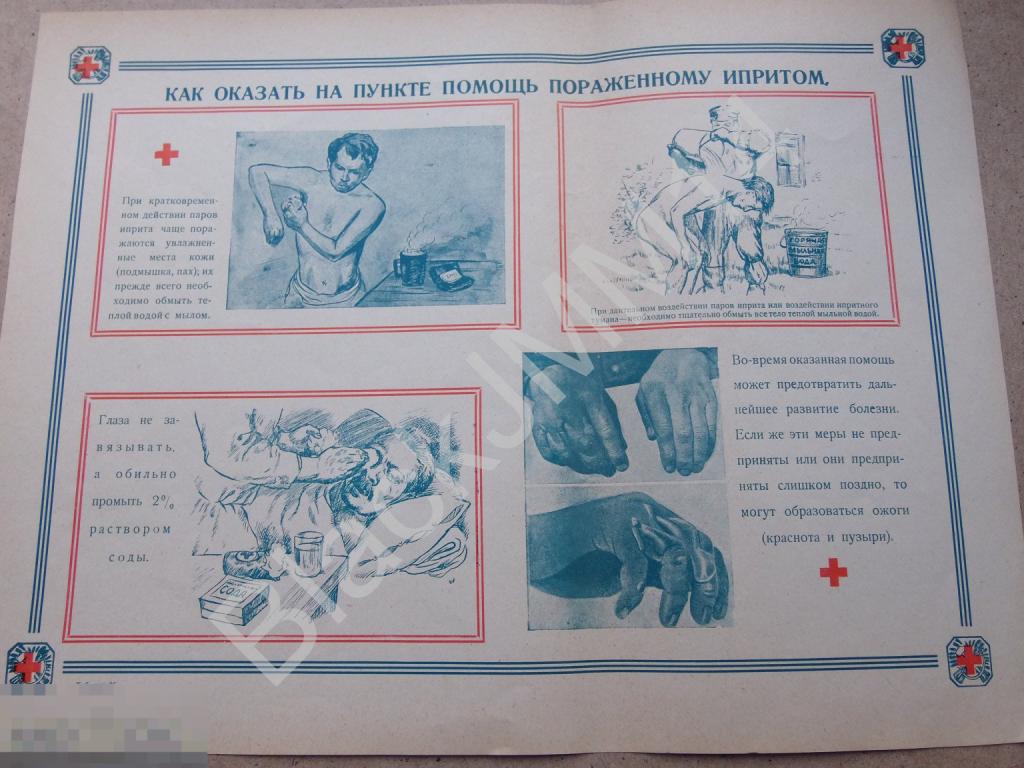 КАК ОКАЗАТЬ НА ПУНКТЕ ПОМОЩЬ ПОРАЖЕННОМУ ИПРИТОМ.
При кратковремен-
ном действии паров
иприта чаще пора-
жаются увлажнен-
ные места кожи
(подмышка, пах); их
прежде всего необ-
ходимо обмыть те-
плой водой с мылом.
ГОРЯЧАЯ
МЫЛЬНАЯ
ВОДА
При длительном воздействии паров иприта или воздействии ипритного
тумана—необходимо тщательно обмыть все тело теплой мыльной водой.
Глаза не за-
вязывать,
а обильно
промыть 2%
раствором
соды.
СОДА
Во-время оказанная помощь
может предотвратить даль-
нейшее развитие болезни.
Если же эти меры не пред-
приняты или они предпри-
няты слишком поздно, то
могут образоваться ожоги
(краснота и пузыри).